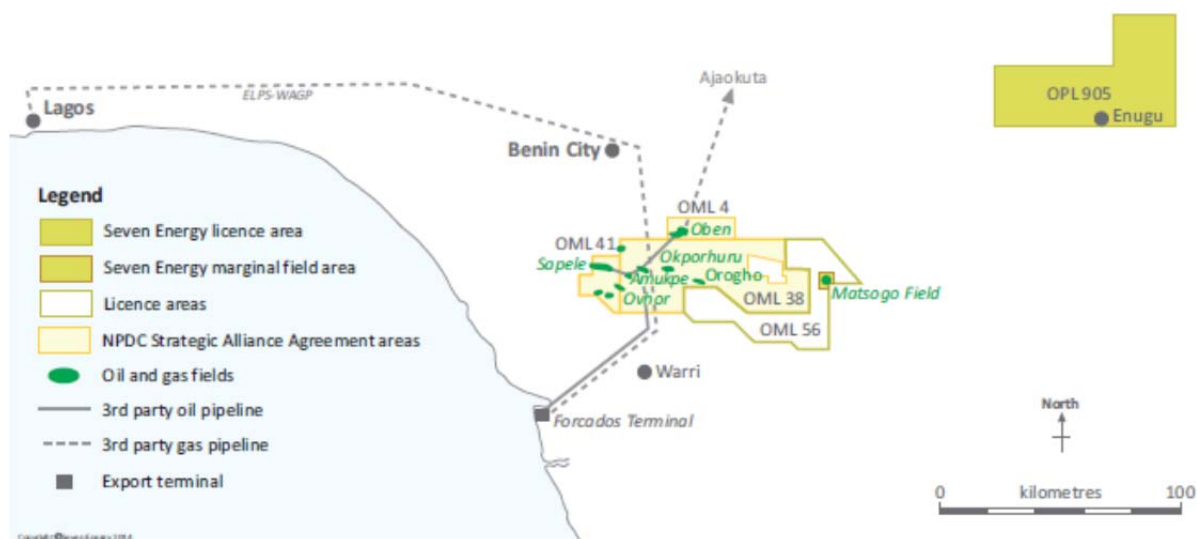 Ajaokuta
OPL 905
Enugu
ELPS-WAGP
Lagos
Benin City
Legend
Seven Energy licence area
Seven Energy marginal field area
Licence areas
NPDC Strategic Alliance Agreement areas
Oil and gas fields
3rd party oil pipeline
3rd party gas pipeline
Export terminal
OML 4
Oben
OML 41
Sapele
Okporhuru
Amukpe
Orogho
Ovhor
OML 38
Matsogo Field
OML 56
Warri
Forcados Terminal
North
0 kilometres 100